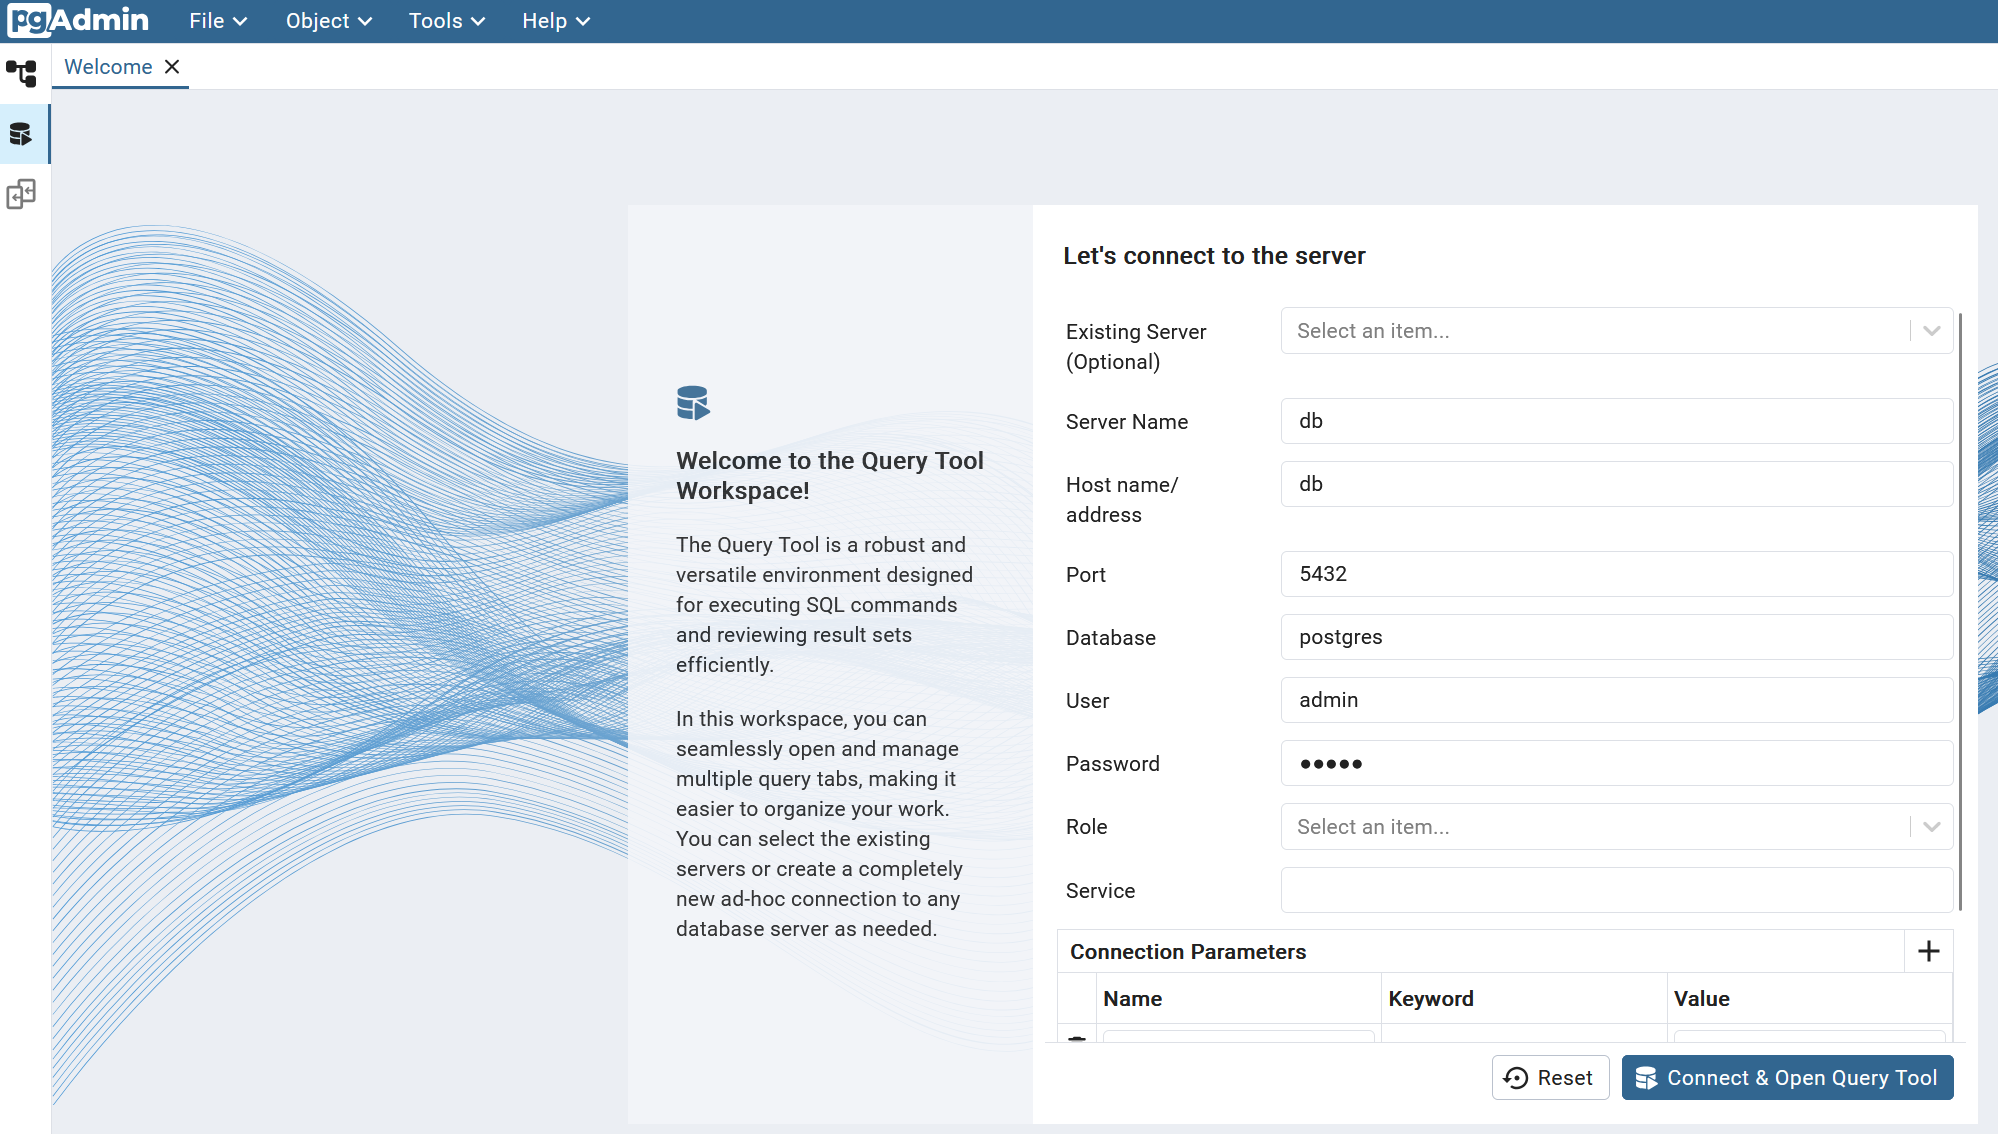 pgAdmin File Object Tools Help
Welcome
Welcome to the Query Tool
Workspace!
The Query Tool is a robust and
versatile environment designed
for executing SQL commands
and reviewing result sets
efficiently.
In this workspace, you can
seamlessly open and manage
multiple query tabs, making it
easier to organize your work.
You can select the existing
servers or create a completely
new ad-hoc connection to any
database server as needed.
Let's connect to the server
Existing Server
(Optional)
Select an item...
Server Name
db
Host name/
address
db
Port
5432
Database
postgres
User
admin
Password
•••••
Role
Select an item...
Service
Connection Parameters
Name Keyword Value
Reset
Connect & Open Query Tool